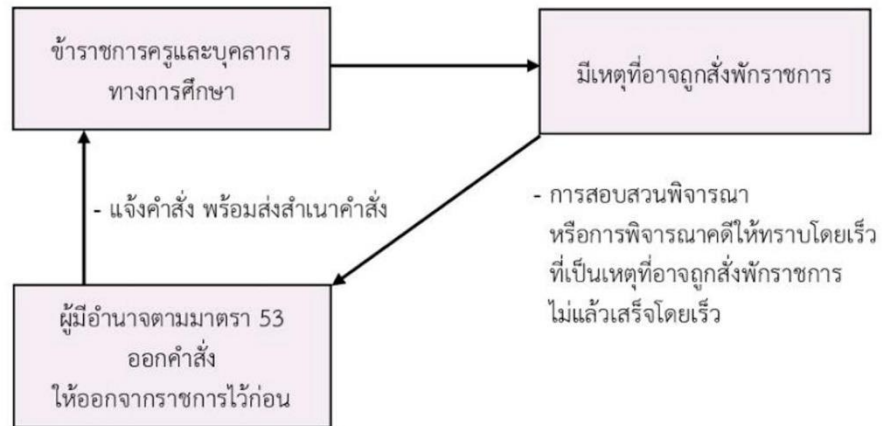 ข้าราชการครูและบุคลากร
ทางการศึกษา
มีเหตุที่อาจถูกสั่งพักราชการ
- แจ้งคำสั่ง พร้อมส่งสำเนาคำสั่ง
- การสอบสวนพิจารณา
หรือการพิจารณาคดีให้ทราบโดยเร็ว
ที่เป็นเหตุที่อาจถูกสั่งพักราชการ
ไม่แล้วเสร็จโดยเร็ว
ผู้มีอำนาจตามมาตรา 53
ออกคำสั่ง
ให้ออกจากราชการไว้ก่อน